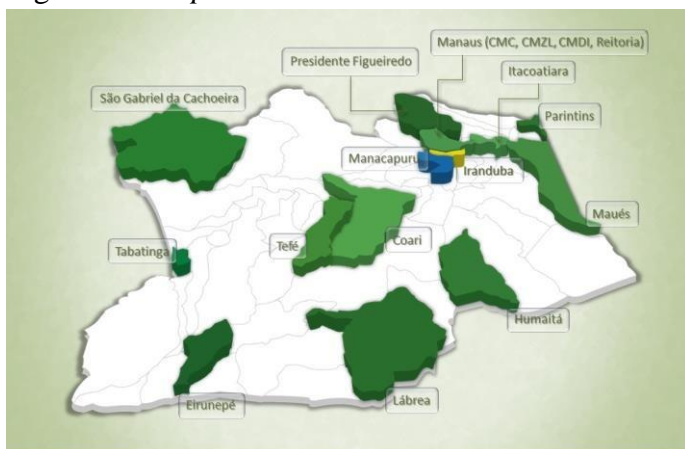 Manaus (CMC, CMZL, CMDI, Reitoria)
Presidente Figueiredo
Itacoatiara
São Gabriel da Cachoeira
Parintins
Manacapuru
Iranduba
Maués
Tabatinga
Tefé
Coari
Humaitá
Eirunepé
Lábrea